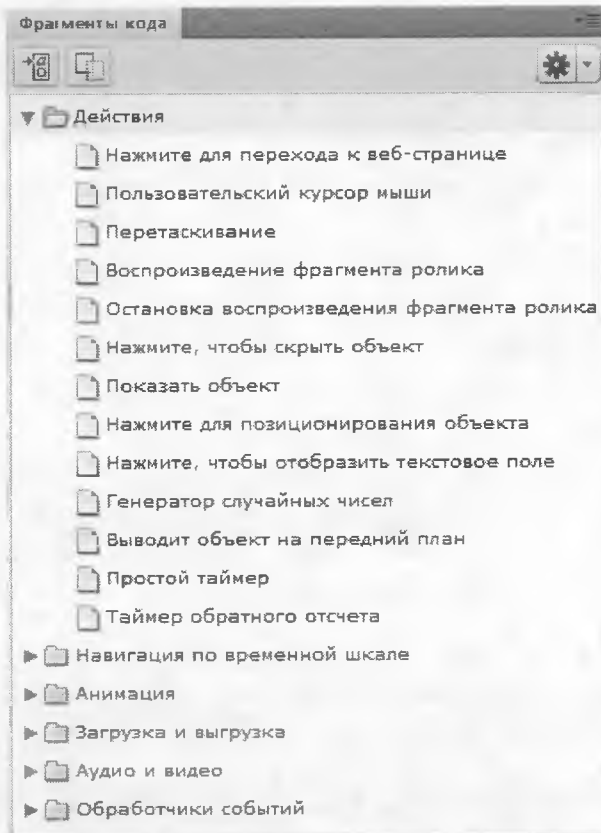 Фрагменты кода
Действия
Нажмите для перехода к веб-странице
Пользовательский курсор мыши
Перетаскивание
Воспроизведение фрагмента ролика
Остановка воспроизведения фрагмента ролика
Нажмите, чтобы скрыть объект
Показать объект
Нажмите для позиционирования объекта
Нажмите, чтобы отобразить текстовое поле
Генератор случайных чисел
Выводит объект на передний план
Простой таймер
Таймер обратного отсчета
Навигация по временной шкале
Анимация
Загрузка и выгрузка
Аудио и видео
Обработчики событий